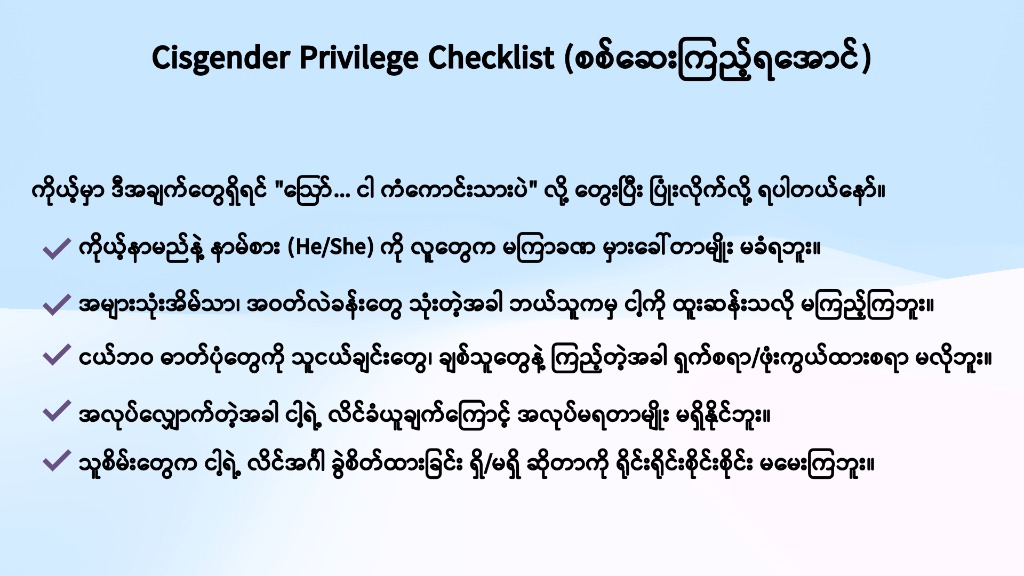 Cisgender Privilege Checklist (စစ်ဆေးကြည့်ရအောင်)
ကိုယ့်မှာ ဒီအချက်တွေရှိရင် "သြော်... ငါ ကံကောင်းသားပဲ" လို့ တွေးပြီး ပြုံးလိုက်လို့ ရပါတယ်နော်။
ကိုယ့်နာမည်နဲ့ နာမ်စား (He/She) ကို လူတွေက မကြာခဏ မှားခေါ်တာမျိုး မခံရဘူး။
အများသုံးအိမ်သာ၊ အဝတ်လဲခန်းတွေ သုံးတဲ့အခါ ဘယ်သူကမှ ငါ့ကို ထူးဆန်းသလို မကြည့်ကြဘူး။
ငယ်ဘဝ ဓာတ်ပုံတွေကို သူငယ်ချင်းတွေ၊ ချစ်သူတွေနဲ့ ကြည့်တဲ့အခါ ရှက်စရာ/ဖုံးကွယ်ထားစရာ မလိုဘူး။
အလုပ်လျှောက်တဲ့အခါ ငါ့ရဲ့ လိင်ခံယူချက်ကြောင့် အလုပ်မရတာမျိုး မရှိနိုင်ဘူး။
သူစိမ်းတွေက ငါ့ရဲ့ လိင်အင်္ဂါ ခွဲစိတ်ထားခြင်း ရှိ/မရှိ ဆိုတာကို ရိုင်းရိုင်းစိုင်းစိုင်း မမေးကြဘူး။